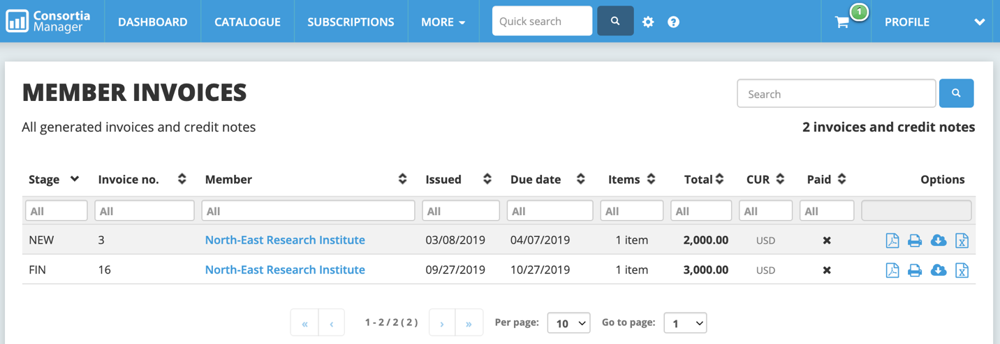 Consortia Manager DASHBOARD CATALOGUE SUBSCRIPTIONS MORE Quick search 1 PROFILE
MEMBER INVOICES Search
All generated invoices and credit notes 2 invoices and credit notes
Stage Invoice no. Member Issued Due date Items Total CUR Paid Options
All All All All All All All All All
NEW 3 North-East Research Institute 03/08/2019 04/07/2019 1 item 2,000.00 USD
FIN 16 North-East Research Institute 09/27/2019 10/27/2019 1 item 3,000.00 USD
« ‹ 1 - 2 / 2 ( 2 ) › » Per page: 10 Go to page: 1